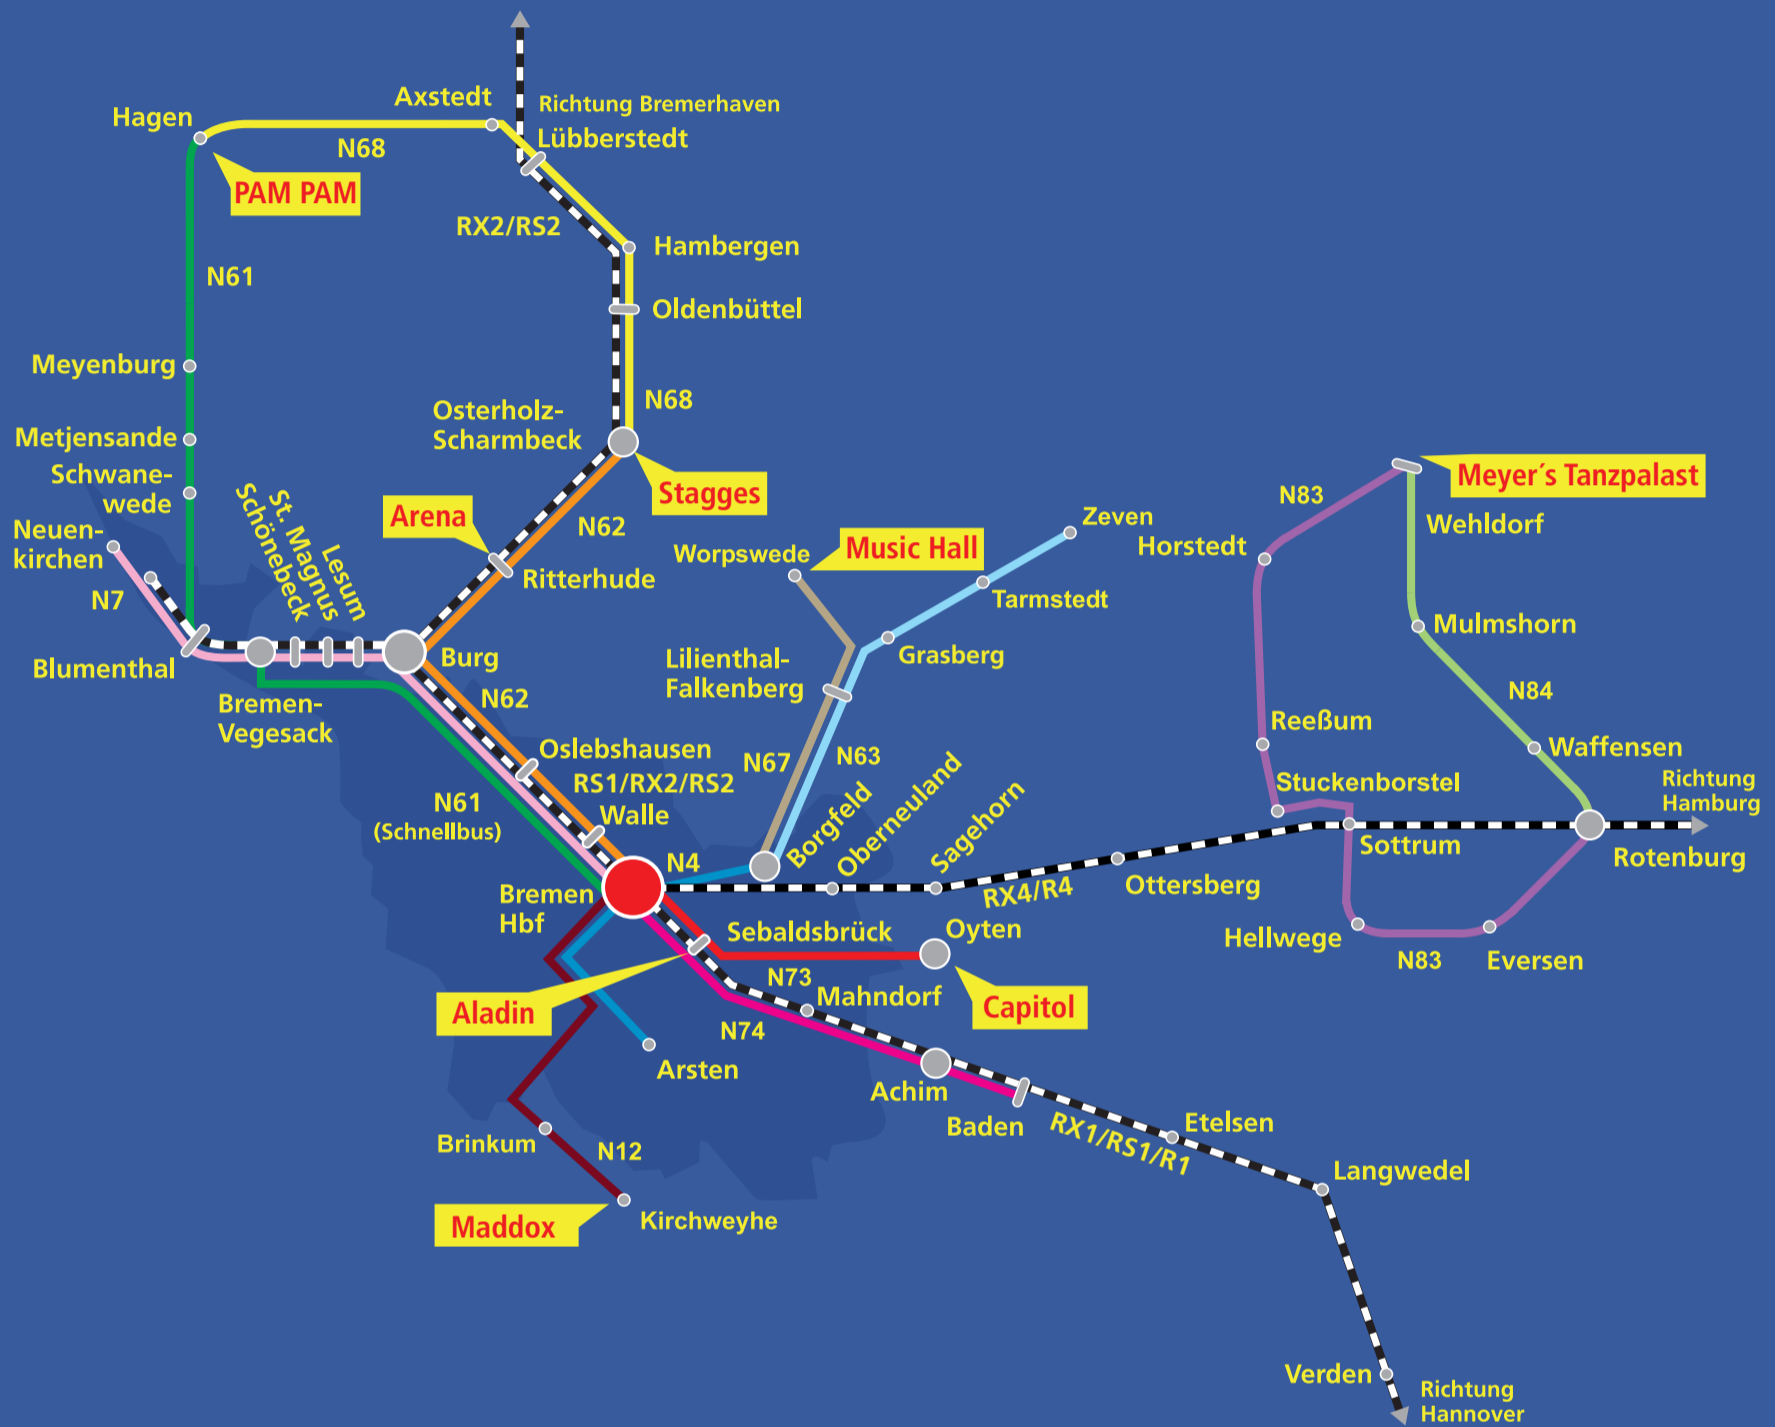 Richtung Bremerhaven
Axstedt
Hagen
Lübberstedt
N68
PAM PAM
RX2/RS2
Hambergen
N61
Oldenbüttel
Meyenburg
N68
Osterholz-
Scharmbeck
Metjensande
Schwane-
wede
Stagges
Meyer´s Tanzpalast
N83
Wehldorf
Arena
N62
Zeven
Neuen-
kirchen
Schönebeck
St. Magnus
Lesum
Worpswede
Music Hall
Horstedt
Ritterhude
N7
Tarmstedt
Mulmshorn
Blumenthal
Burg
Lilienthal-
Falkenberg
Grasberg
N62
N84
Bremen-
Vegesack
Reeßum
Oslebshausen
Waffensen
RS1/RX2/RS2
N67
N63
Stuckenborstel
Richtung
Hamburg
N61
(Schnellbus)
Walle
Borgfeld
Oberneuland
Sagehorn
Sottrum
Rotenburg
N4
Bremen
Hbf
RX4/R4
Ottersberg
Sebaldsbrück
Oyten
Hellwege
N83
Eversen
N73
Mahndorf
Aladin
Capitol
N74
Arsten
Achim
Baden
RX1/RS1/R1
Etelsen
Brinkum
N12
Langwedel
Maddox
Kirchweyhe
Verden
Richtung
Hannover